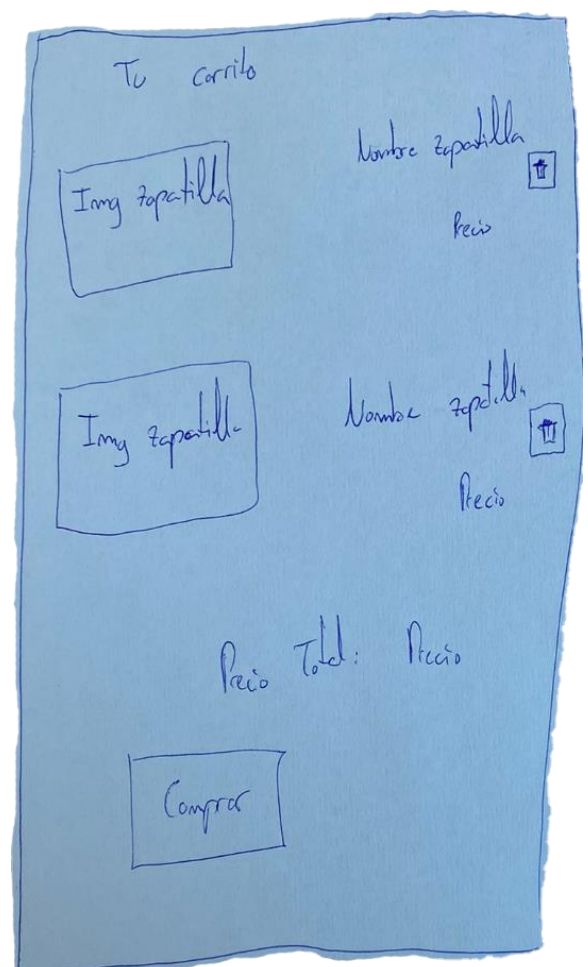 Tu carrito
Nombre zapatilla
Img zapatilla
Precio
Nombre zapatilla
Img zapatilla
Precio
Precio Total: Precio
Comprar